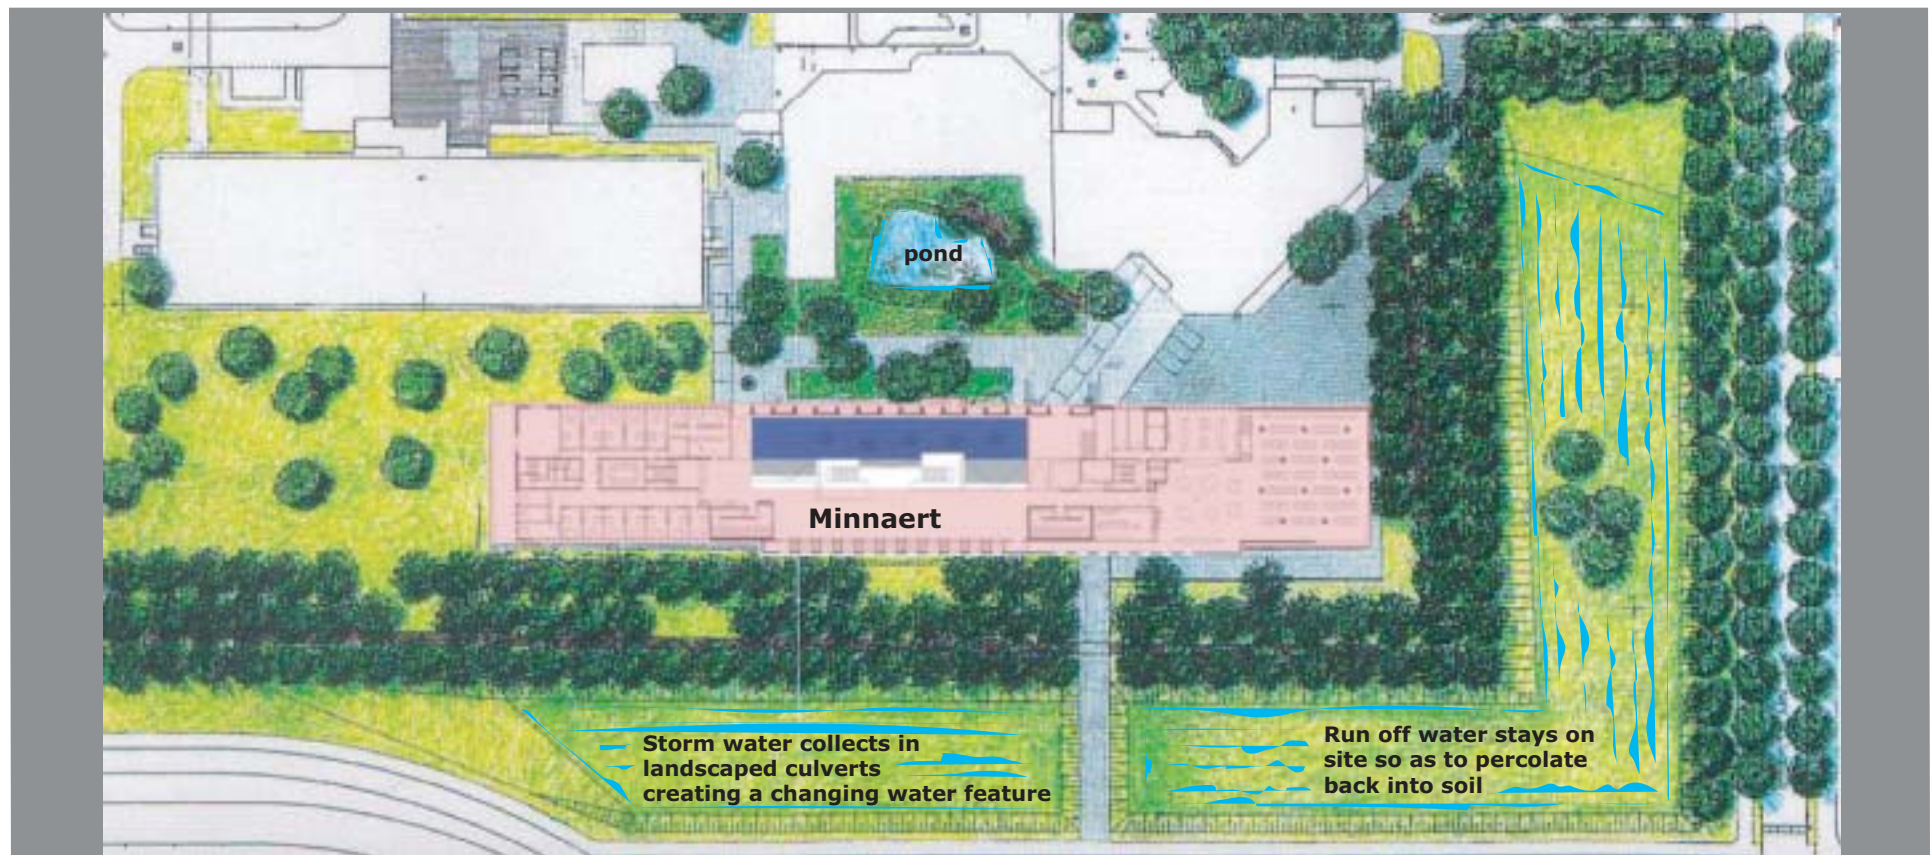 pond
Minnaert
Storm water collects in
landscaped culverts
creating a changing water feature
Run off water stays on
site so as to percolate
back into soil